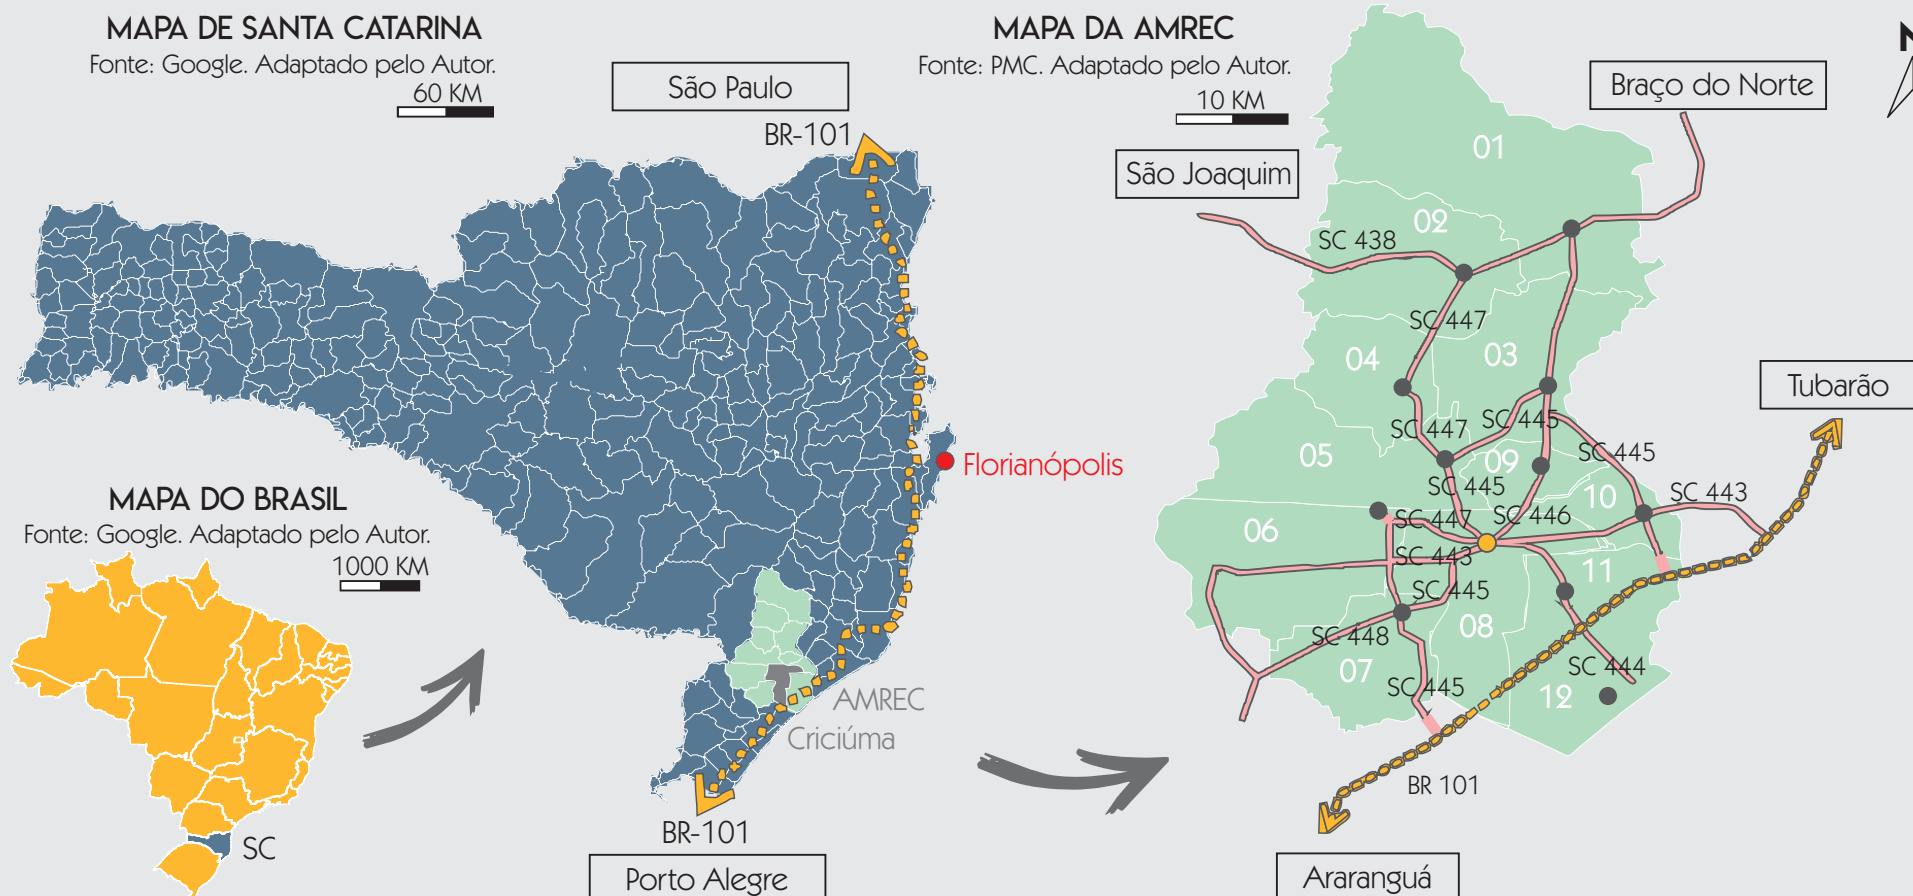 MAPA DE SANTA CATARINA
Fonte: Google. Adaptado pelo Autor.
60 KM
São Paulo
BR-101
Florianópolis
AMREC
Criciúma
BR-101
Porto Alegre
MAPA DO BRASIL
Fonte: Google. Adaptado pelo Autor.
1000 KM
SC
MAPA DA AMREC
Fonte: PMC. Adaptado pelo Autor.
10 KM
N
Braço do Norte
São Joaquim
01
02
SC 438
SC 447
03
04
Tubarão
SC 447
SC 445
SC 445
05
09
SC 445
10
SC 443
06
SC 447
SC 446
SC 443
11
SC 445
08
SC 448
07
SC 444
SC 445
12
BR 101
Araranguá